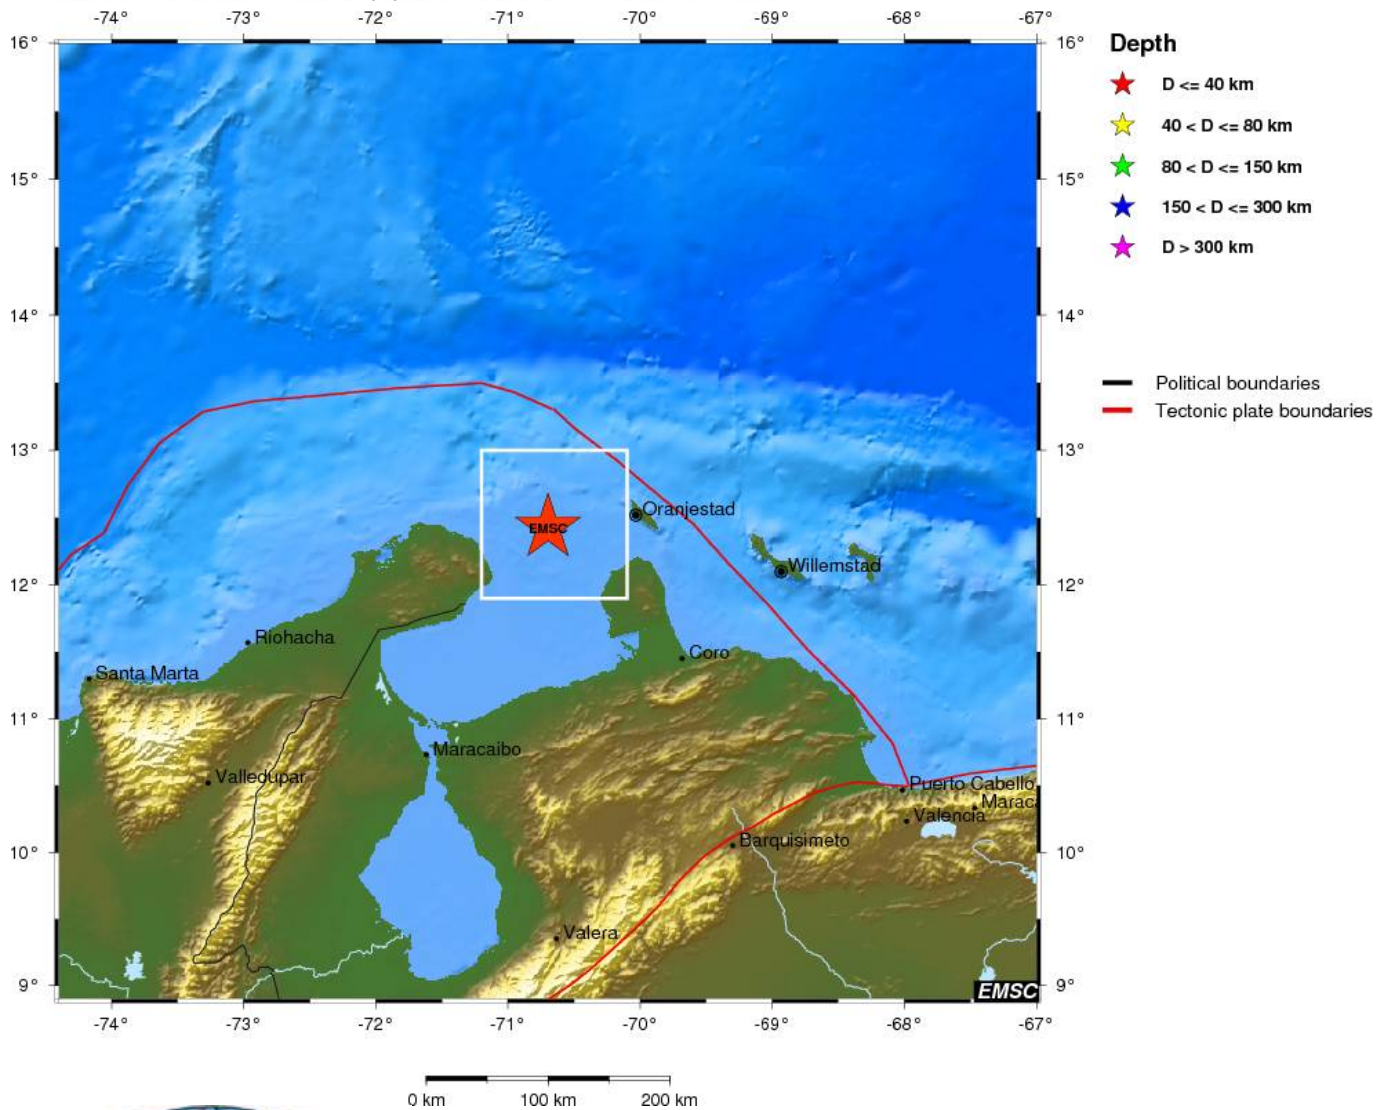 -74° -73° -72° -71° -70° -69° -68° -67°
16° 16°
Depth
D <= 40 km
40 < D <= 80 km
15° 15°
80 < D <= 150 km
150 < D <= 300 km
D > 300 km
14° 14°
Political boundaries
Tectonic plate boundaries
13° 13°
Oranjestad
EMSC
Willemstad
12° 12°
Riohacha
Coro
Santa Marta
11° 11°
Maracaibo
Valledupar
Puerto Cabello
Maraca
Valencia
Barquisimeto
10° 10°
Valera
9° 9°
EMSC
-74° -73° -72° -71° -70° -69° -68° -67°
0 km 100 km 200 km